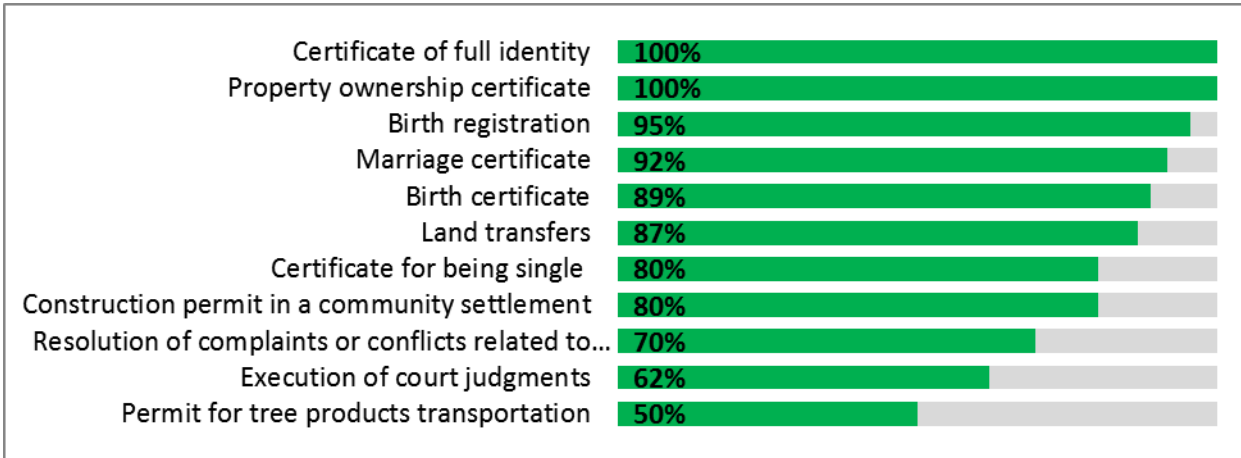 Certificate of full identity 100%
Property ownership certificate 100%
Birth registration 95%
Marriage certificate 92%
Birth certificate 89%
Land transfers 87%
Certificate for being single 80%
Construction permit in a community settlement 80%
Resolution of complaints or conflicts related to... 70%
Execution of court judgments 62%
Permit for tree products transportation 50%